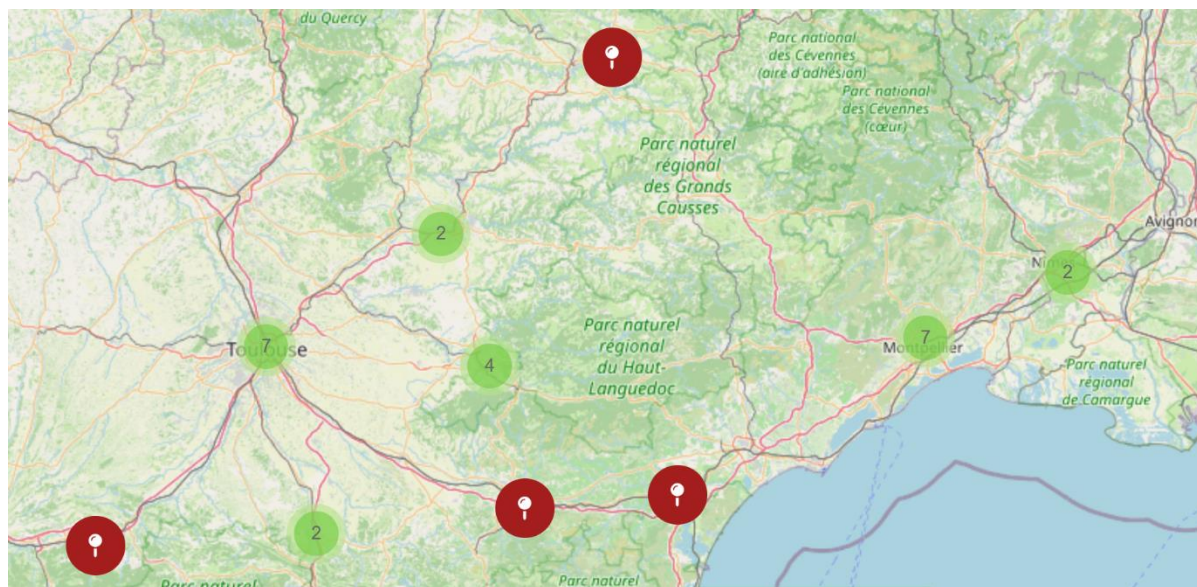 du Quercy
Parc national
des Cévennes
(aire d'adhésion)
Parc national
des Cévennes
(cœur)
Parc naturel
régional
des Grands
Causses
Avignon
2
2
7
Toulouse
4
Parc naturel
régional
du Haut-
Languedoc
7
Montpellier
Parc naturel
régional
de Camargue
2
Parc naturel
Parc naturel